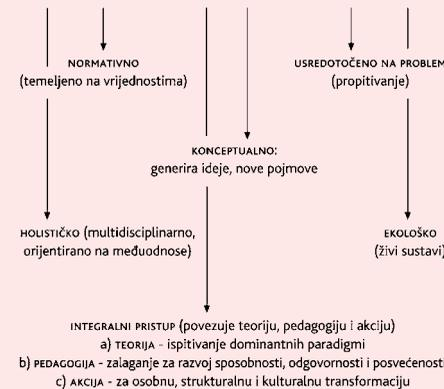 NORMATIVNO
(temeljeno na vrijednostima)
USREDOTOČENO NA PROBLEM
(propitivanje)
KONCEPTUALNO:
generira ideje, nove pojmove
HOLISTIČKO (multidisciplinarno,
orijentirano na međuodnose)
EKOLOŠKO
(živi sustavi)
INTEGRALNI PRISTUP (povezuje teoriju, pedagogiju i akciju)
a) TEORIJA - ispitivanje dominantnih paradigmi
b) PEDAGOGIJA - zalaganje za razvoj sposobnosti, odgovornosti i posvećenosti
c) AKCIJA - za osobnu, strukturalnu i kulturalnu transformaciju